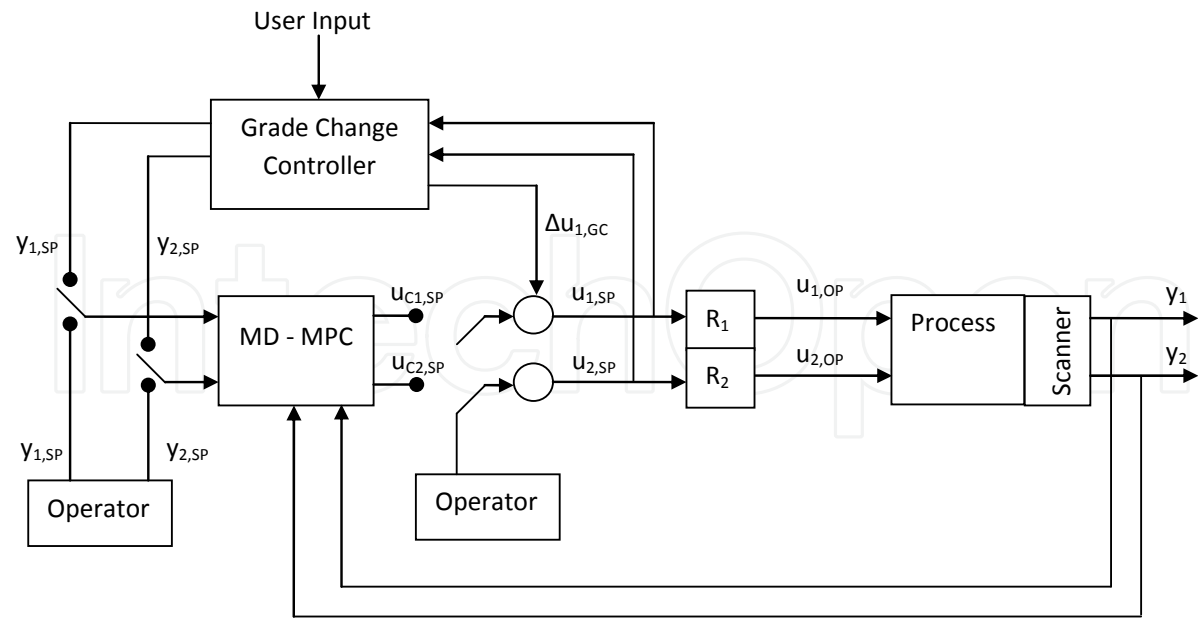 User Input
Grade Change
Controller
Δu1,GC
y1,SP
y2,SP
uC1,SP
u1,SP
u1,OP
y1
MD - MPC
R1
Process
Scanner
uC2,SP
u2,SP
R2
u2,OP
y2
y1,SP
y2,SP
Operator
Operator
IntechOpen